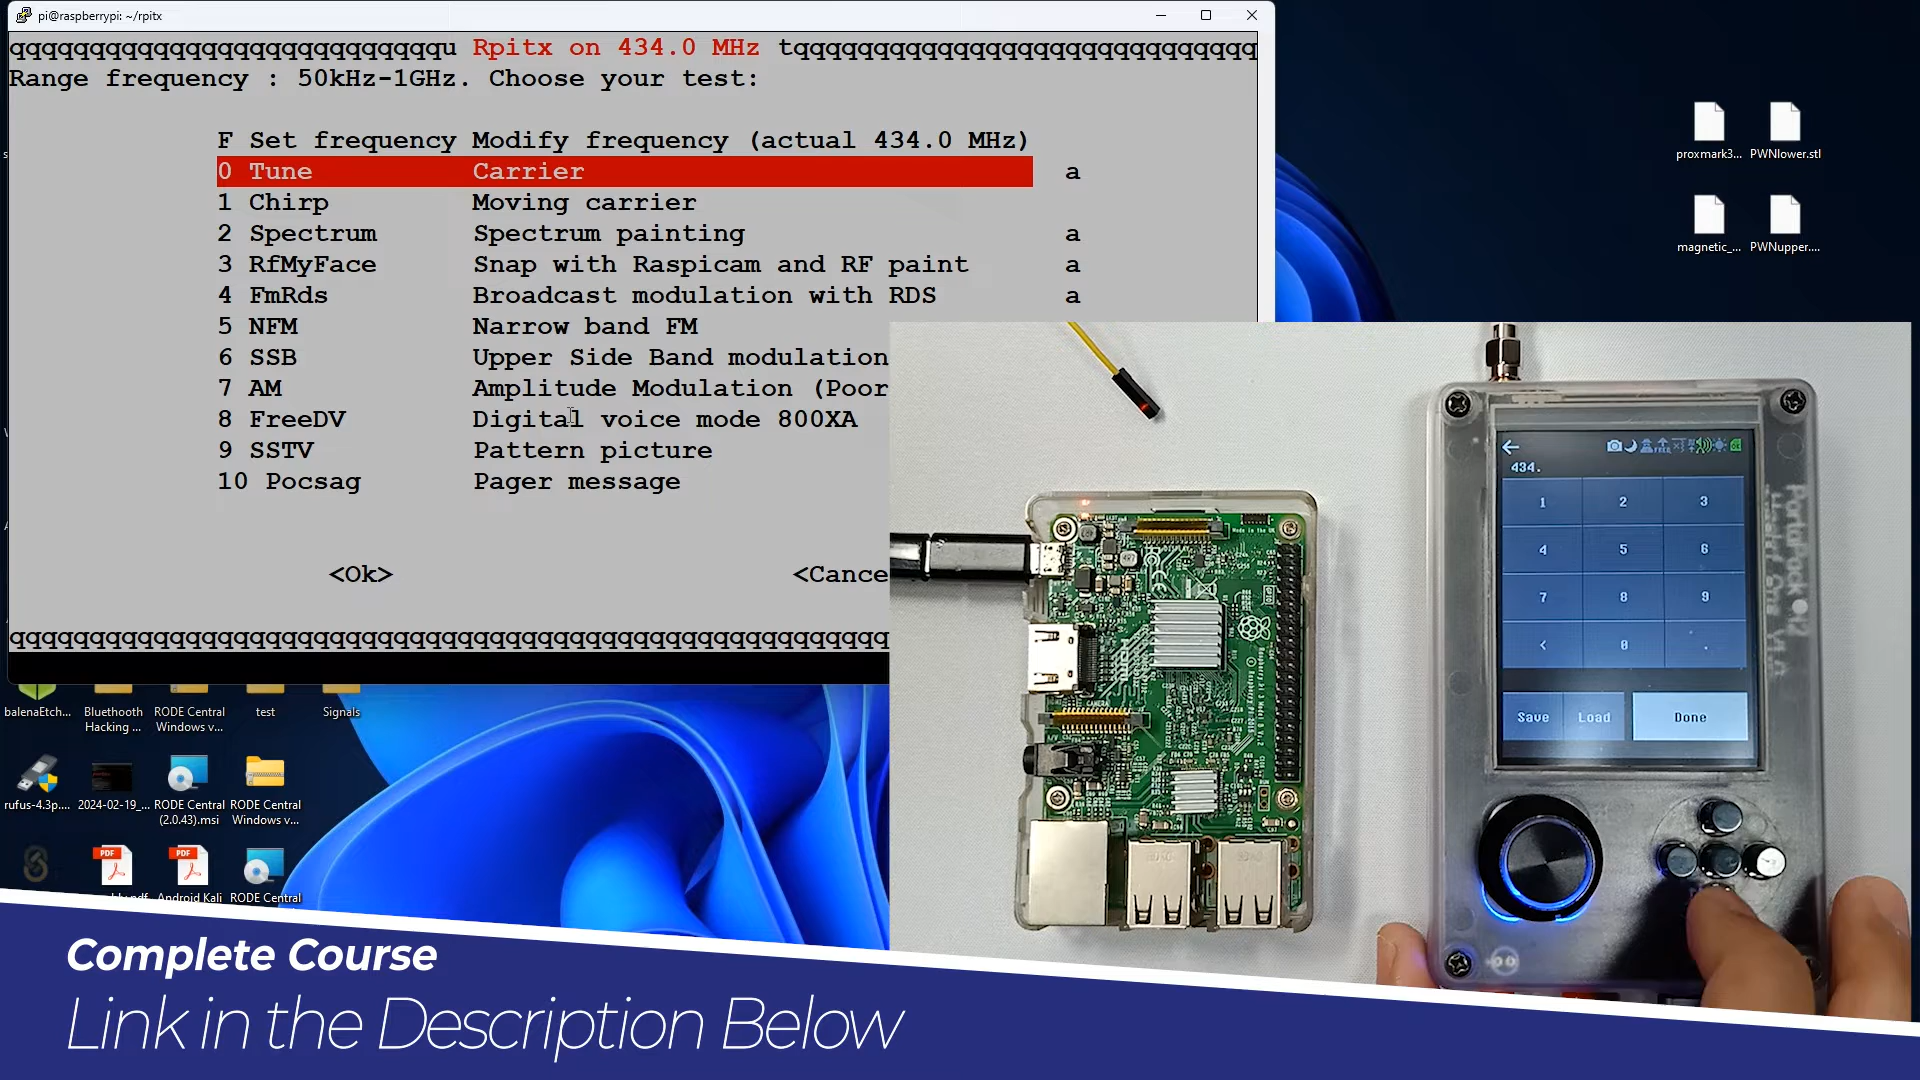 pi@raspberrypi: ~/rpitx
qqqqqqqqqqqqqqqqqqqqqqqqqqqu Rpitx on 434.0 MHz tqqqqqqqqqqqqqqqqqqqqqqqqqqqqq
Range frequency : 50kHz-1GHz. Choose your test:
F Set frequency Modify frequency (actual 434.0 MHz)
0 Tune Carrier a
1 Chirp Moving carrier
2 Spectrum Spectrum painting a
3 RfMyFace Snap with Raspicam and RF paint a
4 FmRds Broadcast modulation with RDS a
5 NFM Narrow band FM
6 SSB Upper Side Band modulation
7 AM Amplitude Modulation (Poor
8 FreeDV Digital voice mode 800XA
9 SSTV Pattern picture
10 Pocsag Pager message
<Ok> <Cance
qqqqqqqqqqqqqqqqqqqqqqqqqqqqqqqqqqqqqqqqqqqqqqqqqqqqqqq
proxmark3... PWNlower.stl
magnetic_... PWNupper....
434.
1 2 3
4 5 6
7 8 9
< 0 .
Save Load Done
CAMERA
balenaEtch... Bluethooth Hacking ... RODE Central Windows v... test Signals
rufus-4.3p.... 2024-02-19_... RODE Central (2.0.43).msi RODE Central Windows v...
PDF PDF
Android Kali RODE Central
Complete Course
Link in the Description Below